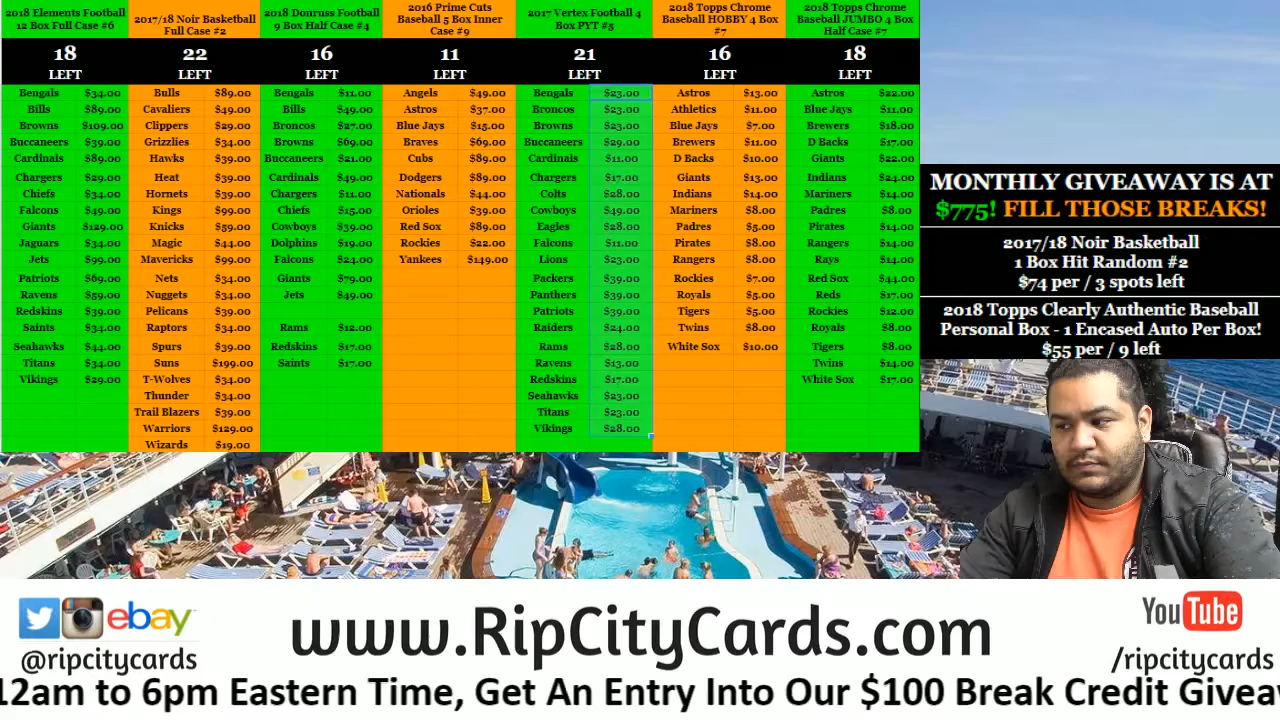 2018 Elements Football
12 Box Full Case #6
18
LEFT
Bengals $34.00
Bills $89.00
Browns $109.00
Buccaneers $39.00
Cardinals $89.00
Chargers $29.00
Chiefs $34.00
Falcons $49.00
Giants $129.00
Jaguars $34.00
Jets $99.00
Patriots $69.00
Ravens $59.00
Redskins $39.00
Saints $34.00
Seahawks $44.00
Titans $34.00
Vikings $29.00
2017/18 Noir Basketball
Full Case #2
22
LEFT
Bulls $89.00
Cavaliers $49.00
Clippers $29.00
Grizzlies $34.00
Hawks $39.00
Heat $39.00
Hornets $39.00
Kings $99.00
Knicks $59.00
Magic $44.00
Mavericks $99.00
Nets $34.00
Nuggets $34.00
Pelicans $39.00
Raptors $34.00
Spurs $39.00
Suns $199.00
T-Wolves $34.00
Thunder $34.00
Trail Blazers $39.00
Warriors $129.00
Wizards $19.00
2018 Donruss Football
9 Box Half Case #4
16
LEFT
Bengals $11.00
Bills $49.00
Broncos $27.00
Browns $69.00
Buccaneers $21.00
Cardinals $49.00
Chargers $11.00
Chiefs $15.00
Cowboys $39.00
Dolphins $19.00
Falcons $24.00
Giants $79.00
Jets $49.00
Rams $12.00
Redskins $17.00
Saints $17.00
2016 Prime Cuts
Baseball 5 Box Inner
Case #9
11
LEFT
Angels $49.00
Astros $37.00
Blue Jays $15.00
Braves $69.00
Cubs $89.00
Dodgers $89.00
Nationals $44.00
Orioles $39.00
Red Sox $89.00
Rockies $22.00
Yankees $149.00
2017 Vertex Football 4
Box PYT #3
21
LEFT
Bengals $23.00
Broncos $23.00
Browns $23.00
Buccaneers $29.00
Cardinals $11.00
Chargers $17.00
Colts $28.00
Cowboys $49.00
Eagles $28.00
Falcons $11.00
Lions $23.00
Packers $39.00
Panthers $39.00
Patriots $39.00
Raiders $24.00
Rams $28.00
Ravens $13.00
Redskins $17.00
Seahawks $23.00
Titans $23.00
Vikings $28.00
2018 Topps Chrome
Baseball HOBBY 4 Box
#7
16
LEFT
Astros $13.00
Athletics $11.00
Blue Jays $7.00
Brewers $11.00
D Backs $10.00
Giants $13.00
Indians $14.00
Mariners $8.00
Padres $5.00
Pirates $8.00
Rangers $8.00
Rockies $7.00
Royals $5.00
Tigers $5.00
Twins $8.00
White Sox $10.00
2018 Topps Chrome
Baseball JUMBO 4 Box
Half Case #7
18
LEFT
Astros $22.00
Blue Jays $11.00
Brewers $18.00
D Backs $17.00
Giants $22.00
Indians $24.00
Mariners $14.00
Padres $8.00
Pirates $14.00
Rangers $14.00
Rays $14.00
Red Sox $44.00
Reds $17.00
Rockies $12.00
Royals $8.00
Tigers $8.00
Twins $14.00
White Sox $17.00
MONTHLY GIVEAWAY IS AT
$775! FILL THOSE BREAKS!
2017/18 Noir Basketball
1 Box Hit Random #2
$74 per / 3 spots left
2018 Topps Clearly Authentic Baseball
Personal Box - 1 Encased Auto Per Box!
$55 per / 9 left
ebay
@ripcitycards
www.RipCityCards.com
YouTube
/ripcitycards
12am to 6pm Eastern Time, Get An Entry Into Our $100 Break Credit Giveav